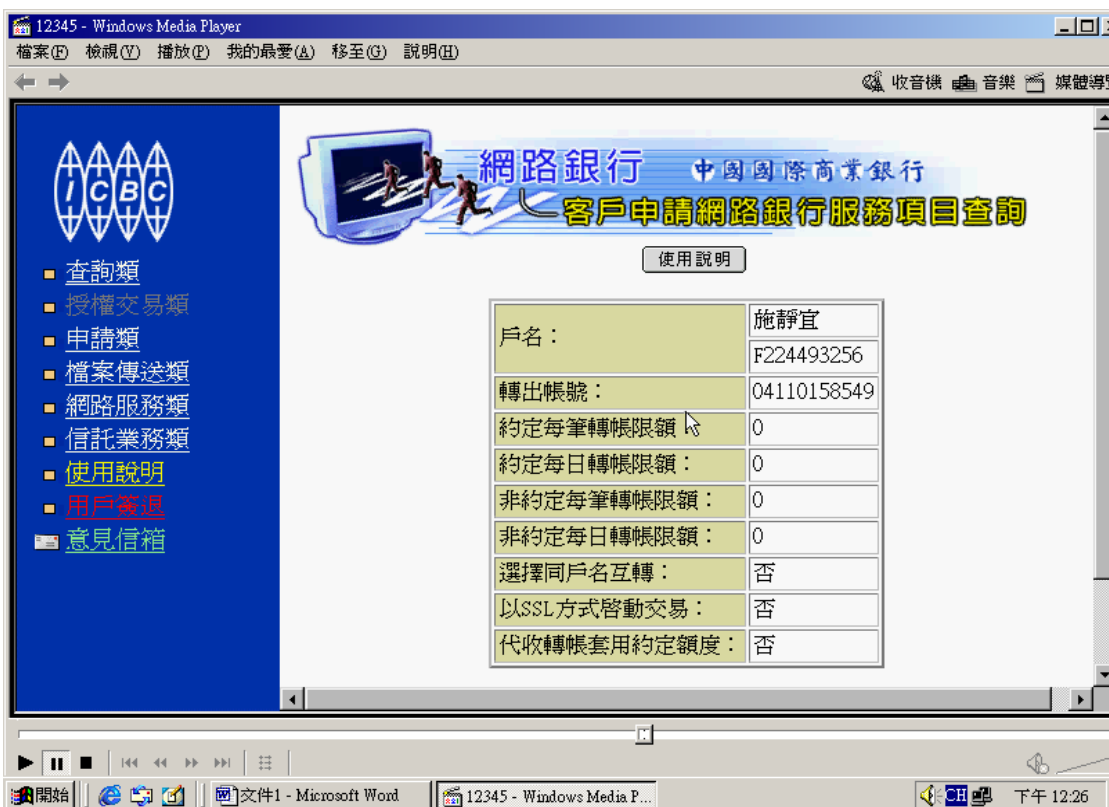 12345 - Windows Media Player
檔案(F) 檢視(V) 播放(P) 我的最愛(A) 移至(G) 說明(H)
收音機 音樂 媒體導
ICBC
網路銀行 中國國際商業銀行
客戶申請網路銀行服務項目查詢
使用說明
查詢類
授權交易類
申請類
檔案傳送類
網路服務類
信託業務類
使用說明
用戶簽退
意見信箱
戶名：
施靜宜
F224493256
轉出帳號： 04110158549
約定每筆轉帳限額 0
約定每日轉帳限額： 0
非約定每筆轉帳限額： 0
非約定每日轉帳限額： 0
選擇同戶名互轉： 否
以SSL方式啓動交易： 否
代收轉帳套用約定額度： 否
開始 文件1 - Microsoft Word 12345 - Windows Media P... CH 下午 12:26